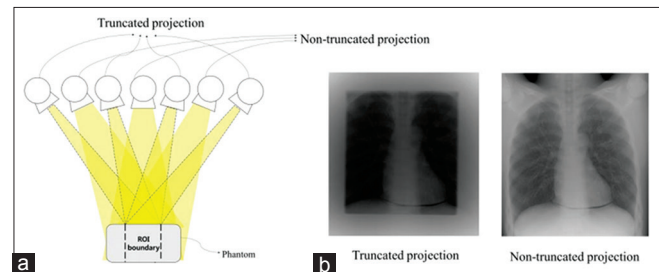 Truncated projection
Non-truncated projection
ROI
boundary
Phantom
a
b
Truncated projection
Non-truncated projection